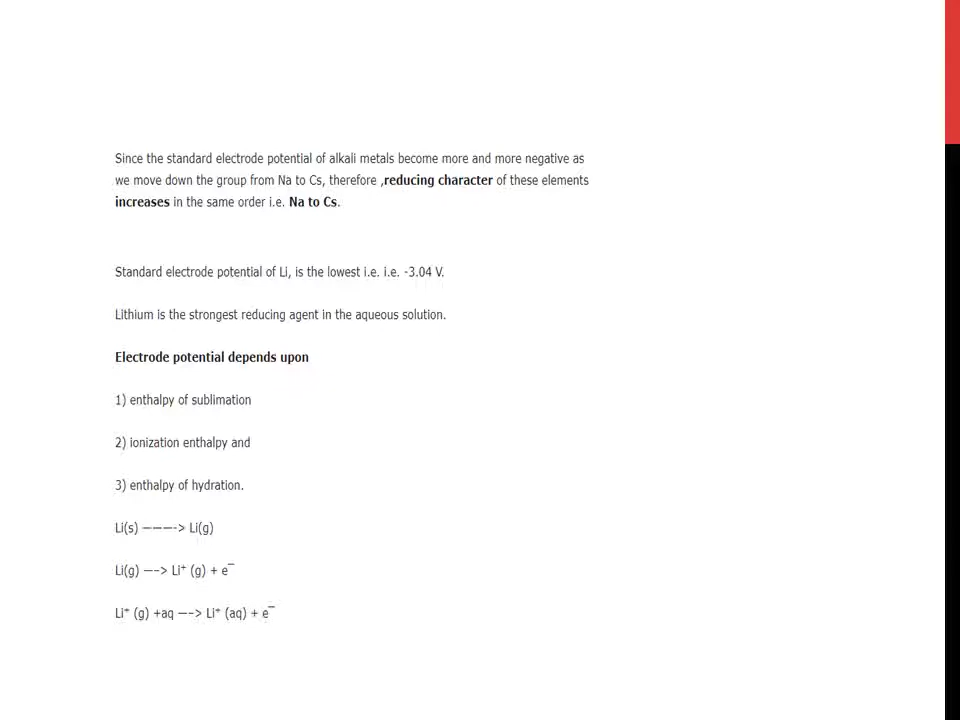 Since the standard electrode potential of alkali metals become more and more negative as
we move down the group from Na to Cs, therefore ,reducing character of these elements
increases in the same order i.e. Na to Cs.
Standard electrode potential of Li, is the lowest i.e. i.e. -3.04 V.
Lithium is the strongest reducing agent in the aqueous solution.
Electrode potential depends upon
1) enthalpy of sublimation
2) ionization enthalpy and
3) enthalpy of hydration.
Li(s) ———-> Li(g)
Li(g) —–> Li⁺ (g) + e¯
Li⁺ (g) +aq —–> Li⁺ (aq) + e¯